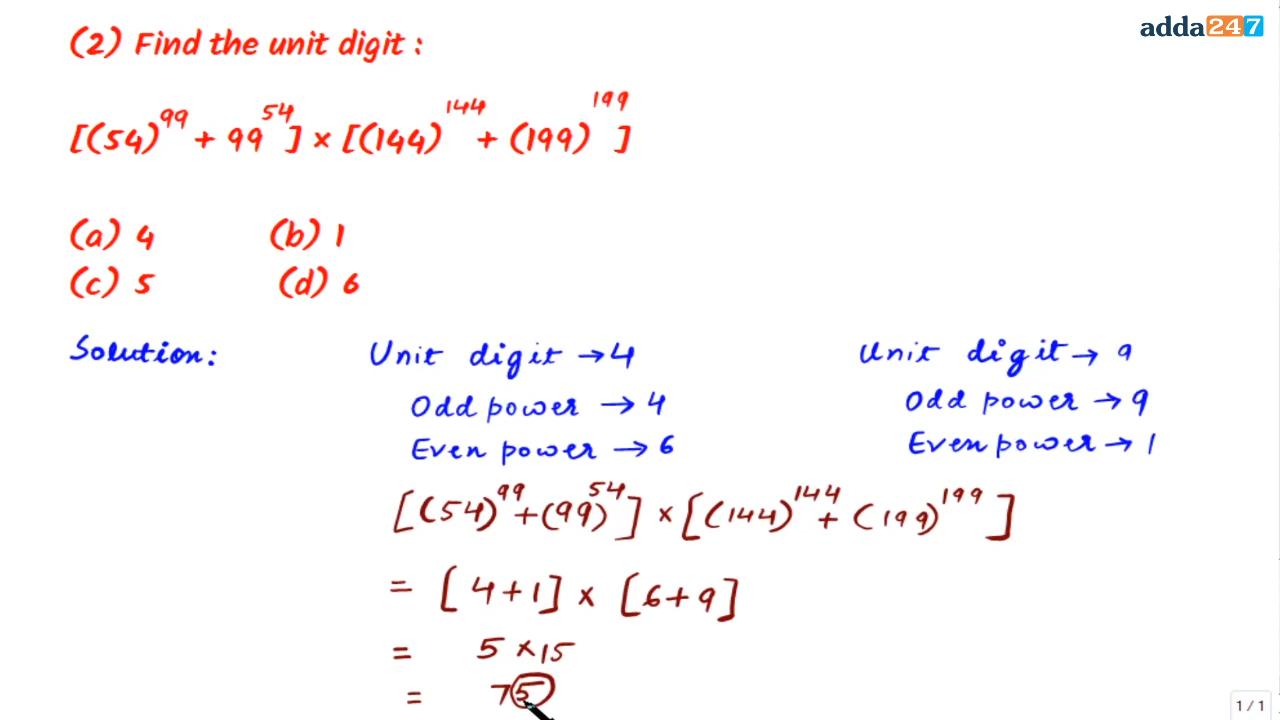 adda247
(2) Find the unit digit :
[(54)^99 + 99^54] × [(144)^144 + (199)^199]
(a) 4 (b) 1
(c) 5 (d) 6
Solution: Unit digit → 4 Unit digit → 9
Odd power → 4 Odd power → 9
Even power → 6 Even power → 1
[(54)^99 + (99)^54] × [(144)^144 + (199)^199]
= [4+1] × [6+9]
= 5 × 15
= 75
1 / 1